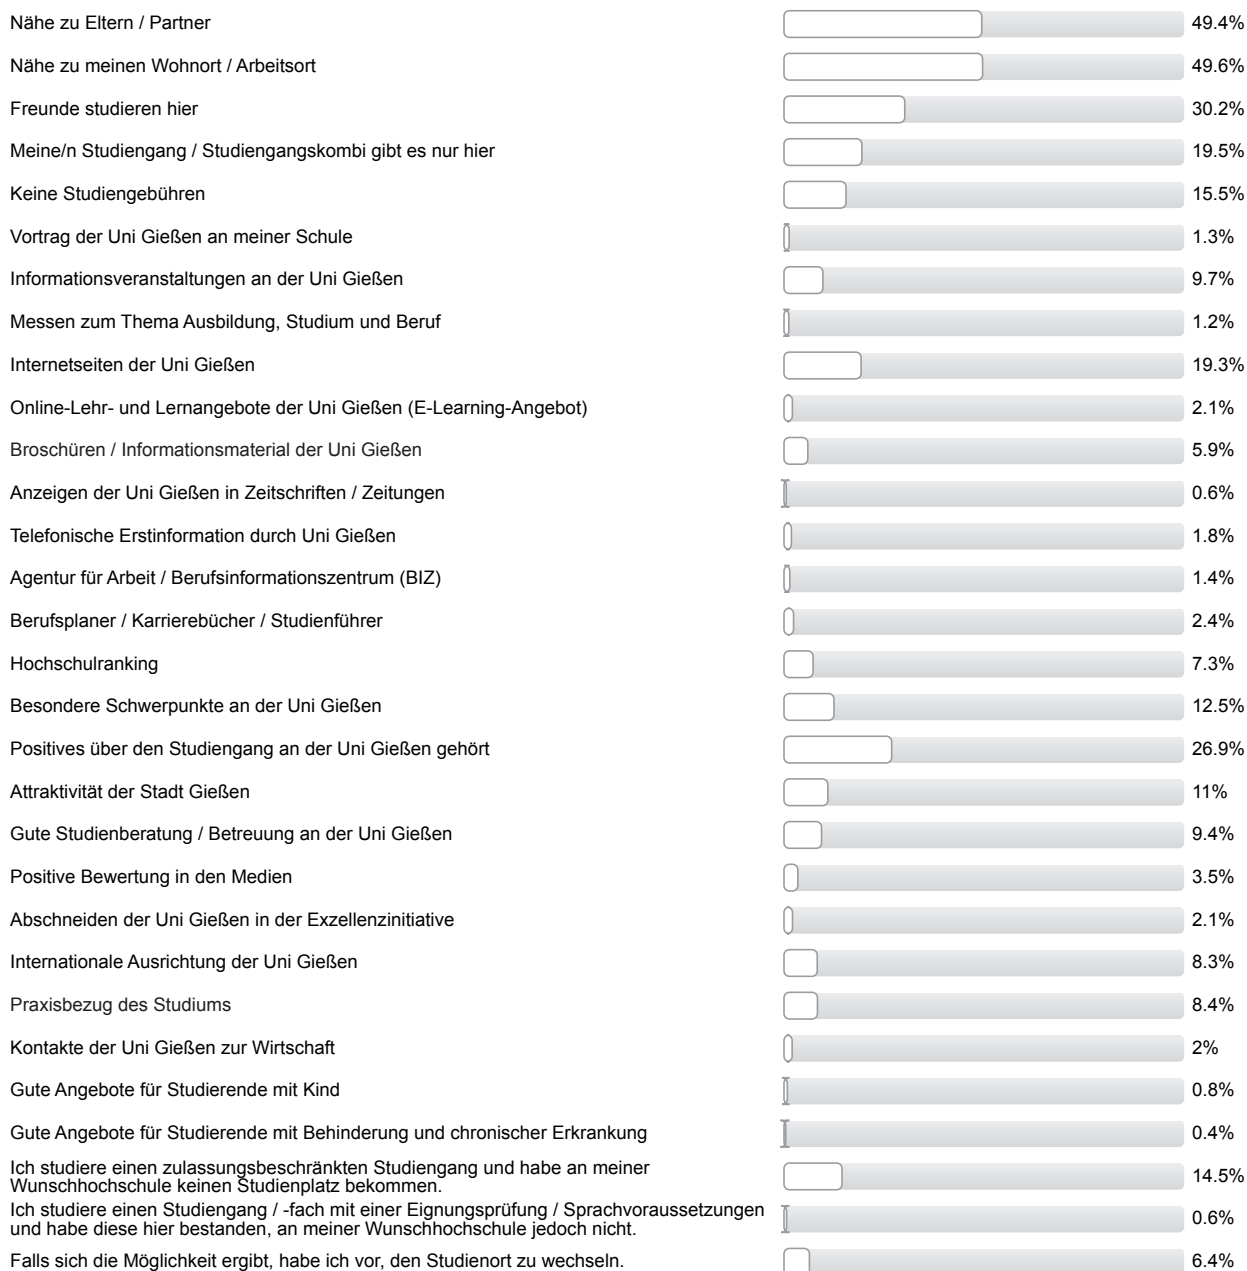 Nähe zu Eltern / Partner 49.4%
Nähe zu meinen Wohnort / Arbeitsort 49.6%
Freunde studieren hier 30.2%
Meine/n Studiengang / Studiengangskombi gibt es nur hier 19.5%
Keine Studiengebühren 15.5%
Vortrag der Uni Gießen an meiner Schule 1.3%
Informationsveranstaltungen an der Uni Gießen 9.7%
Messen zum Thema Ausbildung, Studium und Beruf 1.2%
Internetseiten der Uni Gießen 19.3%
Online-Lehr- und Lernangebote der Uni Gießen (E-Learning-Angebot) 2.1%
Broschüren / Informationsmaterial der Uni Gießen 5.9%
Anzeigen der Uni Gießen in Zeitschriften / Zeitungen 0.6%
Telefonische Erstinformation durch Uni Gießen 1.8%
Agentur für Arbeit / Berufsinformationszentrum (BIZ) 1.4%
Berufsplaner / Karrierebücher / Studienführer 2.4%
Hochschulranking 7.3%
Besondere Schwerpunkte an der Uni Gießen 12.5%
Positives über den Studiengang an der Uni Gießen gehört 26.9%
Attraktivität der Stadt Gießen 11%
Gute Studienberatung / Betreuung an der Uni Gießen 9.4%
Positive Bewertung in den Medien 3.5%
Abschneiden der Uni Gießen in der Exzellenzinitiative 2.1%
Internationale Ausrichtung der Uni Gießen 8.3%
Praxisbezug des Studiums 8.4%
Kontakte der Uni Gießen zur Wirtschaft 2%
Gute Angebote für Studierende mit Kind 0.8%
Gute Angebote für Studierende mit Behinderung und chronischer Erkrankung 0.4%
Ich studiere einen zulassungsbeschränkten Studiengang und habe an meiner
Wunschhochschule keinen Studienplatz bekommen. 14.5%
Ich studiere einen Studiengang / -fach mit einer Eignungsprüfung / Sprachvoraussetzungen
und habe diese hier bestanden, an meiner Wunschhochschule jedoch nicht. 0.6%
Falls sich die Möglichkeit ergibt, habe ich vor, den Studienort zu wechseln. 6.4%